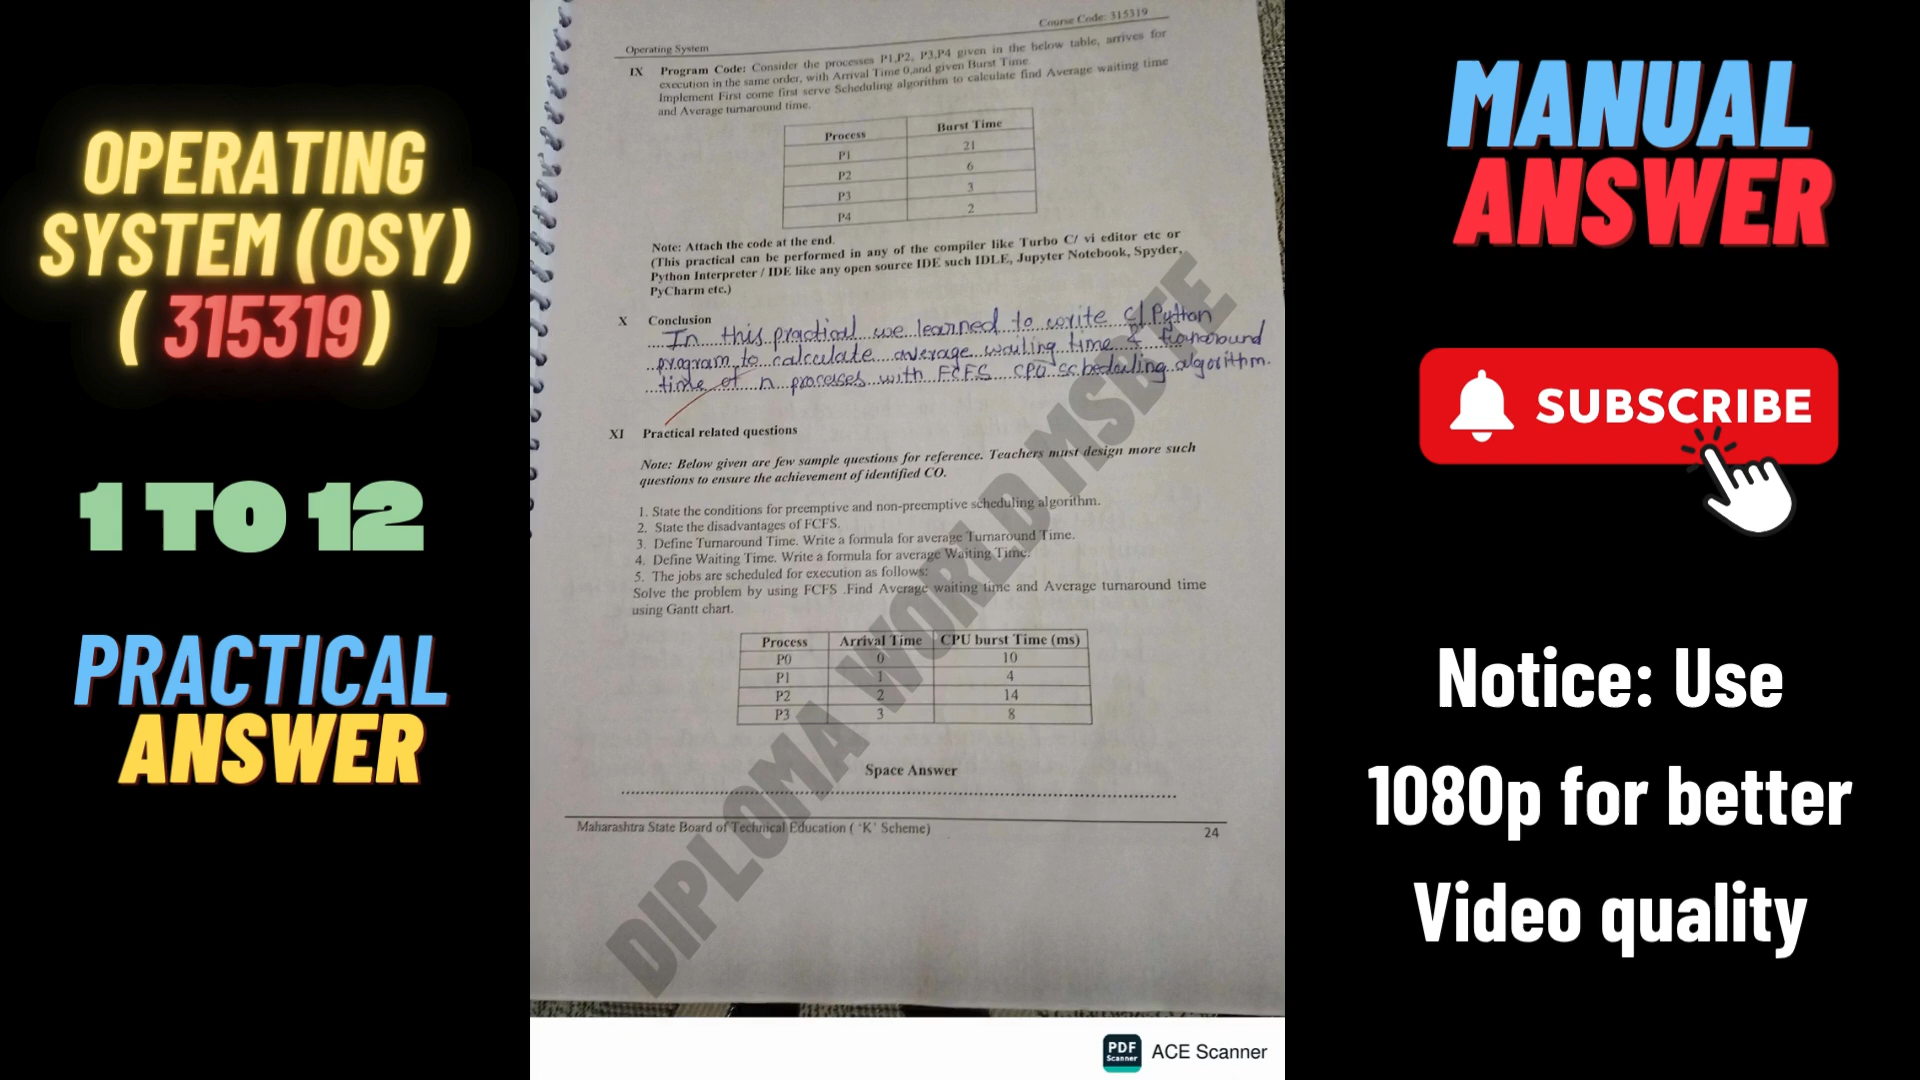 OPERATING
SYSTEM (OSY)
( 315319)
1 TO 12
PRACTICAL
ANSWER
Operating System
Course Code: 315319
IX Program Code: Consider the processes P1,P2, P3,P4 given in the below table, arrives for
execution in the same order, with Arrival Time 0,and given Burst Time
Implement First come first serve Scheduling algorithm to calculate find Average waiting time
and Average turnaround time.
Process Burst Time
P1 21
P2 6
P3 3
P4 2
Note: Attach the code at the end.
(This practical can be performed in any of the compiler like Turbo C/ vi editor etc or
Python Interpreter / IDE like any open source IDE such IDLE, Jupyter Notebook, Spyder,
PyCharm etc.)
X Conclusion
In this practical we learned to write C/Python
program to calculate average waiting time & turnaround
time of n processes with FCFS CPU scheduling algorithm.
XI Practical related questions
Note: Below given are few sample questions for reference. Teachers must design more such
questions to ensure the achievement of identified CO.
1. State the conditions for preemptive and non-preemptive scheduling algorithm.
2. State the disadvantages of FCFS.
3. Define Turnaround Time. Write a formula for average Turnaround Time.
4. Define Waiting Time. Write a formula for average Waiting Time.
5. The jobs are scheduled for execution as follows:
Solve the problem by using FCFS .Find Average waiting time and Average turnaround time
using Gantt chart.
Process Arrival Time CPU burst Time (ms)
P0 0 10
P1 1 4
P2 2 14
P3 3 8
Space Answer
Maharashtra State Board of Technical Education ( 'K' Scheme) 24
DIPLOMA WORLD MSBTE
PDF
Scanner
ACE Scanner
MANUAL
ANSWER
SUBSCRIBE
Notice: Use
1080p for better
Video quality